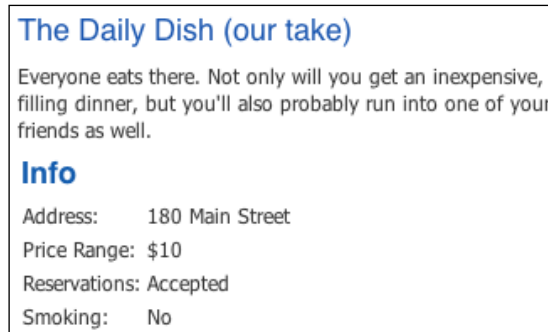 The Daily Dish (our take)
Everyone eats there. Not only will you get an inexpensive,
filling dinner, but you'll also probably run into one of your
friends as well.
Info
Address: 180 Main Street
Price Range: $10
Reservations: Accepted
Smoking: No